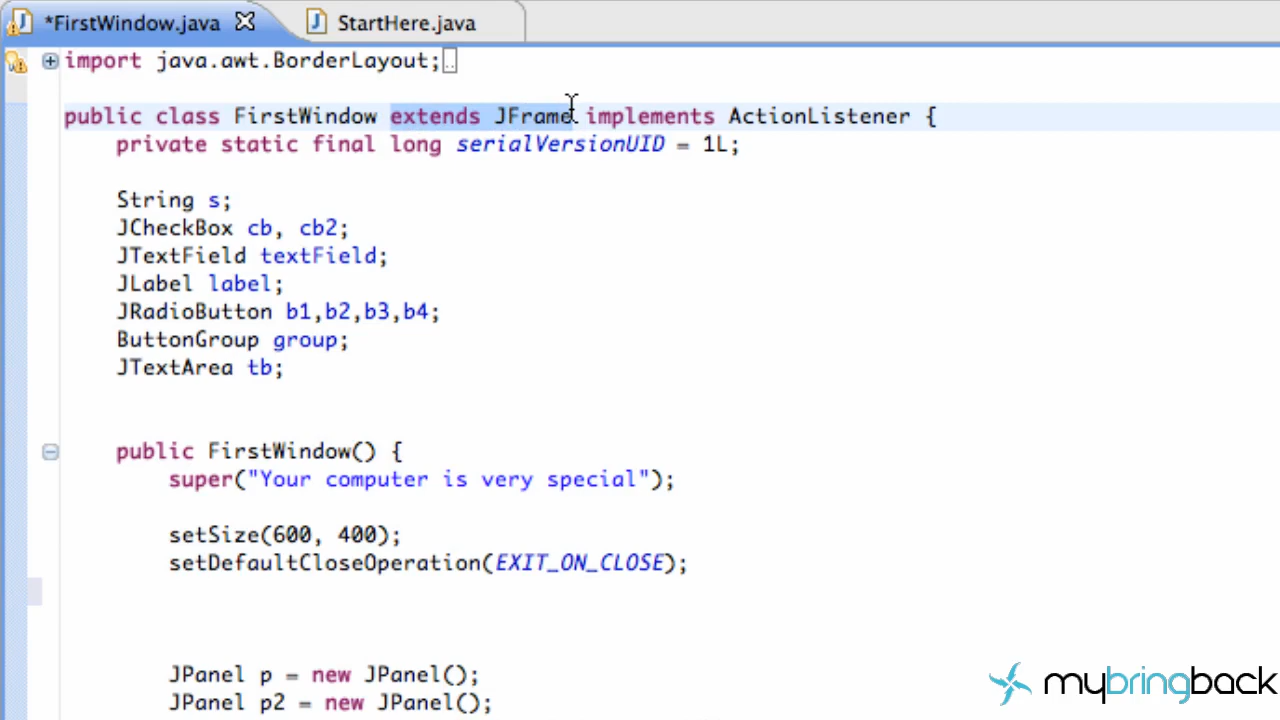 *FirstWindow.java
StartHere.java
import java.awt.BorderLayout;
public class FirstWindow extends JFrame implements ActionListener {
private static final long serialVersionUID = 1L;
String s;
JCheckBox cb, cb2;
JTextField textField;
JLabel label;
JRadioButton b1,b2,b3,b4;
ButtonGroup group;
JTextArea tb;
public FirstWindow() {
super("Your computer is very special");
setSize(600, 400);
setDefaultCloseOperation(EXIT_ON_CLOSE);
JPanel p = new JPanel();
JPanel p2 = new JPanel();
mybringback